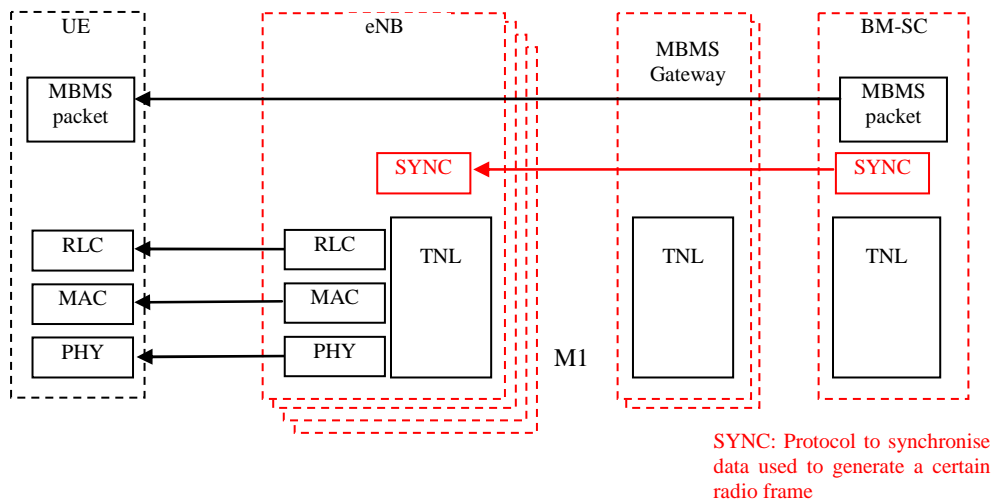 UE
eNB
MBMS
Gateway
BM-SC
MBMS
packet
MBMS
packet
SYNC
SYNC
RLC
RLC
TNL
TNL
TNL
MAC
MAC
PHY
PHY
M1
SYNC: Protocol to synchronise
data used to generate a certain
radio frame